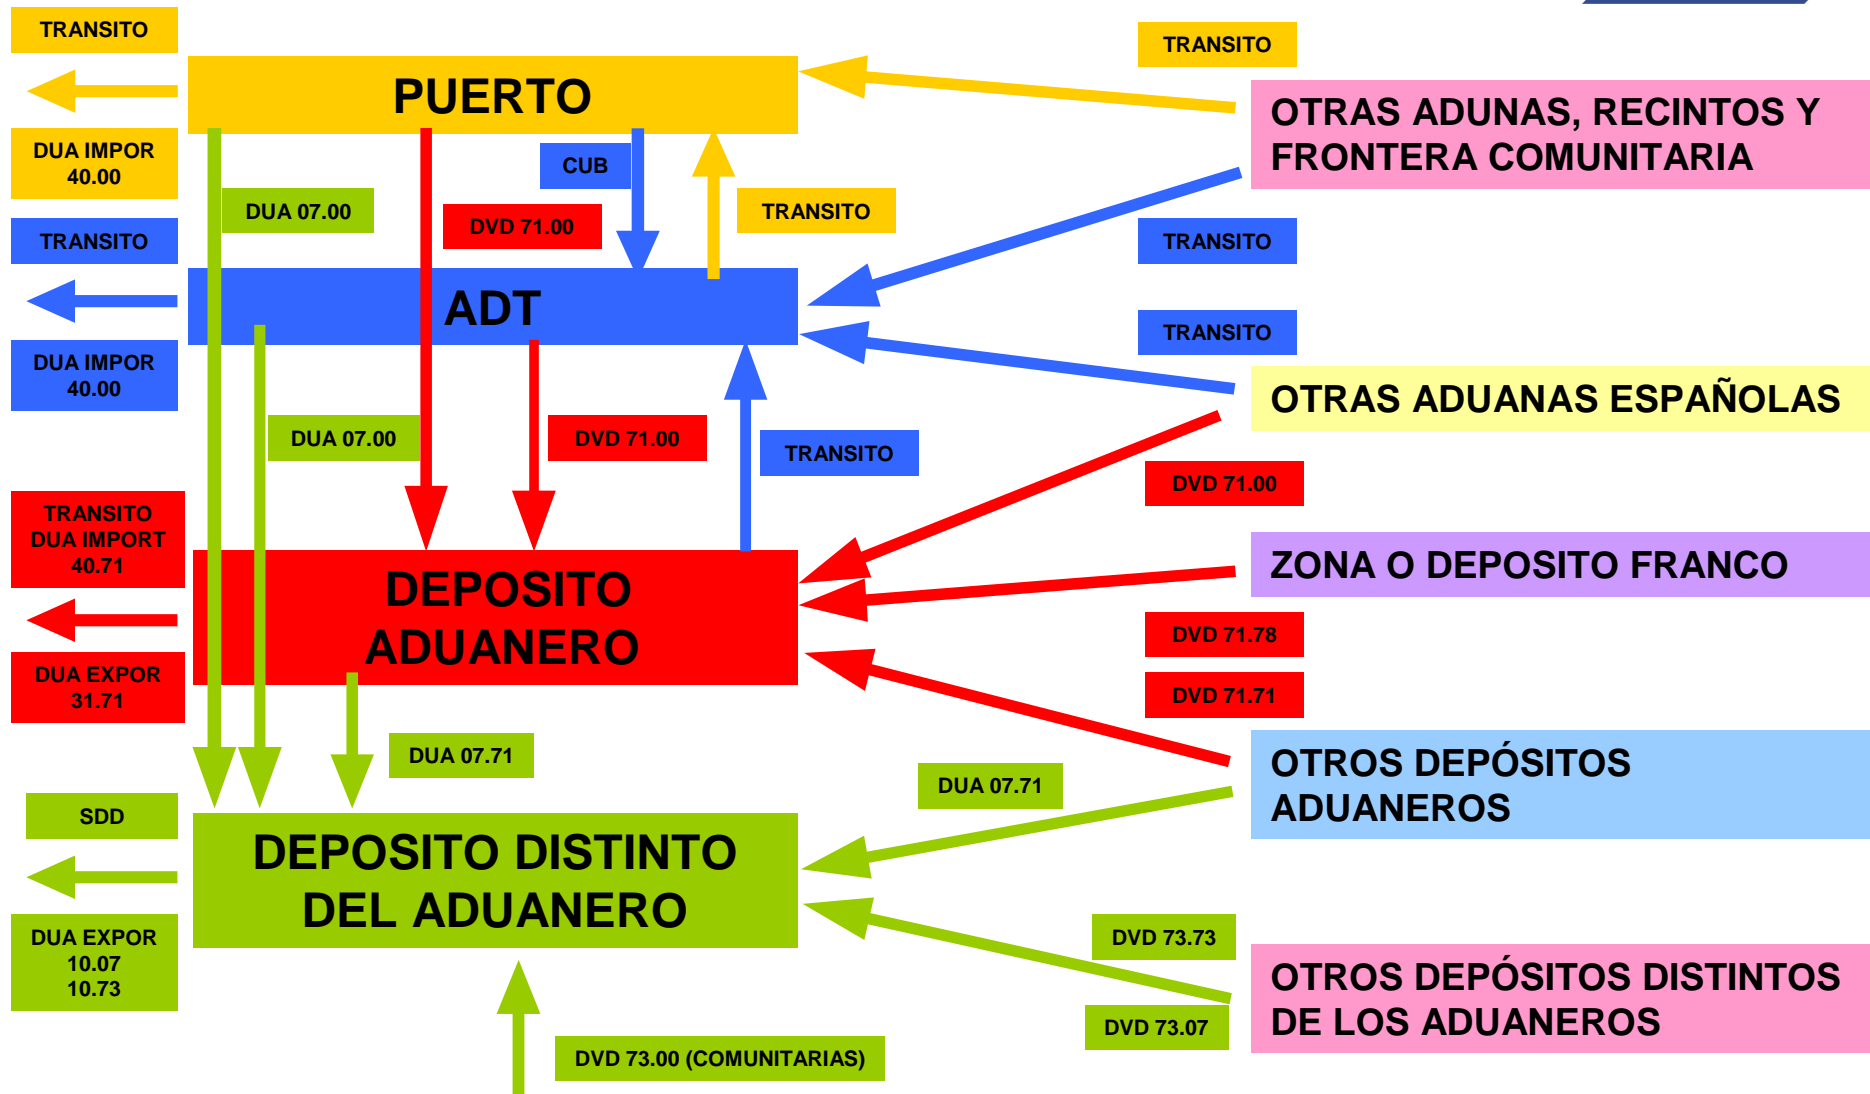 TRANSITO
TRANSITO
PUERTO
OTRAS ADUNAS, RECINTOS Y
FRONTERA COMUNITARIA
DUA IMPOR
40.00
CUB
DUA 07.00
DVD 71.00
TRANSITO
TRANSITO
TRANSITO
ADT
TRANSITO
DUA IMPOR
40.00
OTRAS ADUANAS ESPAÑOLAS
DUA 07.00
DVD 71.00
TRANSITO
DVD 71.00
TRANSITO
DUA IMPORT
40.71
DEPOSITO
ADUANERO
ZONA O DEPOSITO FRANCO
DVD 71.78
DUA EXPOR
31.71
DVD 71.71
DUA 07.71
OTROS DEPÓSITOS
ADUANEROS
DUA 07.71
SDD
DEPOSITO DISTINTO
DEL ADUANERO
DUA EXPOR
10.07
10.73
DVD 73.73
OTROS DEPÓSITOS DISTINTOS
DE LOS ADUANEROS
DVD 73.07
DVD 73.00 (COMUNITARIAS)